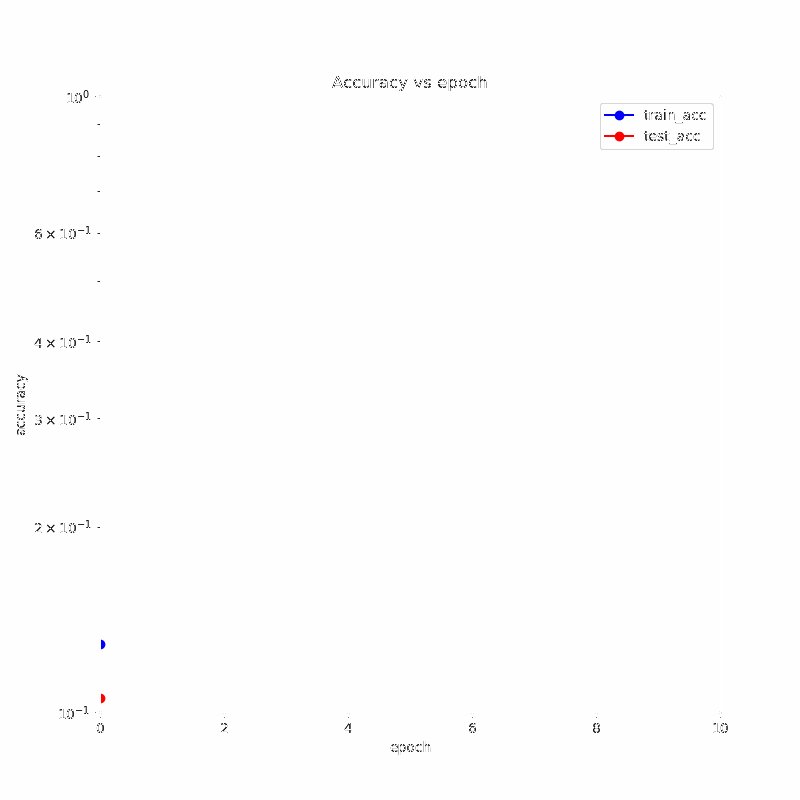 Accuracy vs epoch
10⁰
train_acc
test_acc
6 × 10⁻¹
4 × 10⁻¹
3 × 10⁻¹
2 × 10⁻¹
10⁻¹
accuracy
0 2 4 6 8 10
epoch